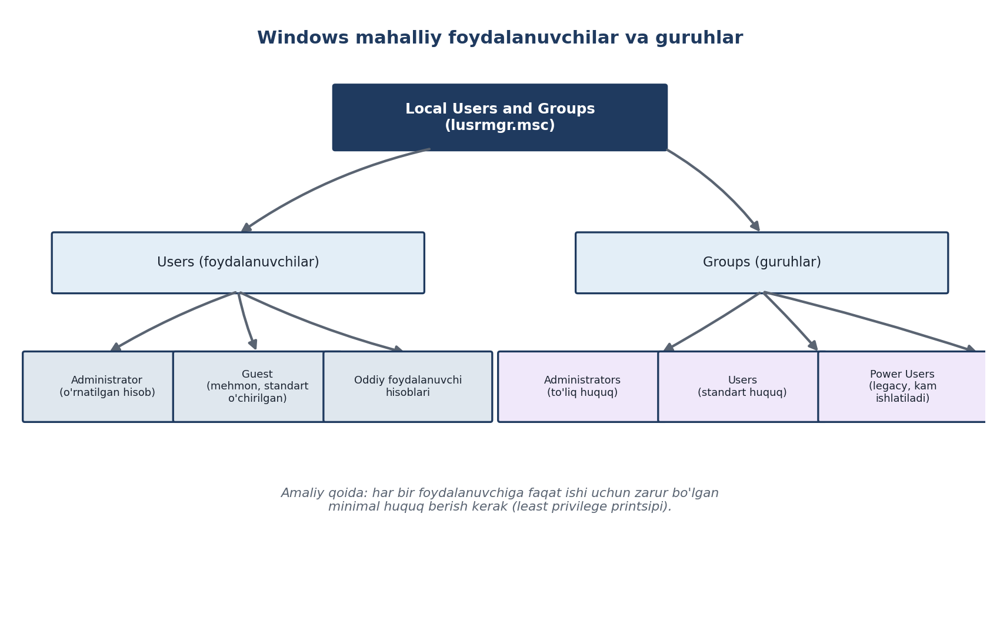 Windows mahalliy foydalanuvchilar va guruhlar
Local Users and Groups
(lusrmgr.msc)
Users (foydalanuvchilar)
Groups (guruhlar)
Administrator
(o'rnatilgan hisob)
Guest
(mehmon, standart
o'chirilgan)
Oddiy foydalanuvchi
hisoblari
Administrators
(to'liq huquq)
Users
(standart huquq)
Power Users
(legacy, kam
ishlatiladi)
Amaliy qoida: har bir foydalanuvchiga faqat ishi uchun zarur bo'lgan
minimal huquq berish kerak (least privilege printsipi).